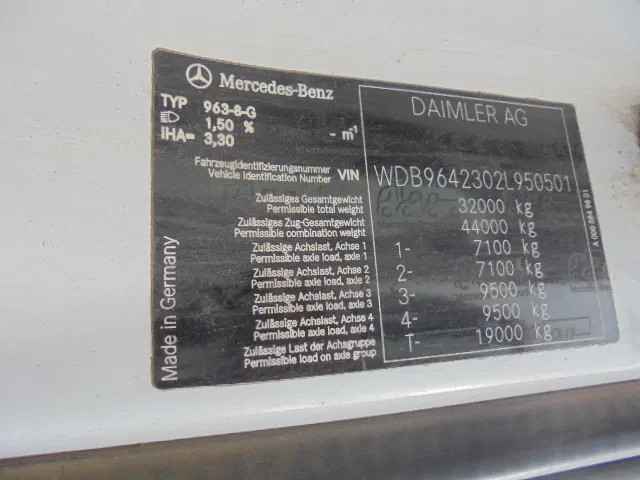 Mercedes-Benz
DAIMLER AG
TYP 963-8-G
1,50 %
IHA= 3,30 - m⁻¹
Fahrzeugidentifizierungsnummer
Vehicle Identification Number VIN WDB9642302L950501
Zulässiges Gesamtgewicht
Permissible total weight 32000 kg
Zulässiges Zug-Gesamtgewicht
Permissible combination weight 44000 kg
Zulässige Achslast, Achse 1
Permissible axle load, axle 1 1- 7100 kg
Zulässige Achslast, Achse 2
Permissible axle load, axle 2 2- 7100 kg
Zulässige Achslast, Achse 3
Permissible axle load, axle 3 3- 9500 kg
Zulässige Achslast, Achse 4
Permissible axle load, axle 4 4- 9500 kg
Zulässige Last der Achsgruppe
Permissible load on axle group T- 19000 kg
Made in Germany